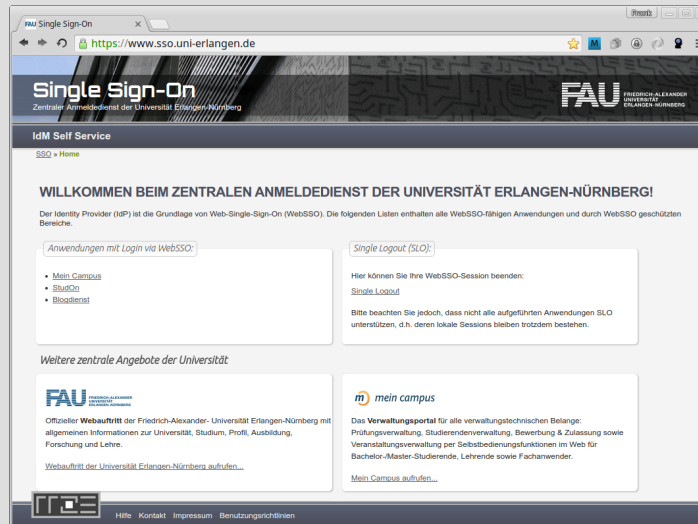 Frank
FAU Single Sign-On
https://www.sso.uni-erlangen.de
Single Sign-On
Zentraler Anmeldedienst der Universität Erlangen-Nürnberg
FAU FRIEDRICH-ALEXANDER
UNIVERSITÄT
ERLANGEN-NÜRNBERG
IdM Self Service
SSO » Home
WILLKOMMEN BEIM ZENTRALEN ANMELDEDIENST DER UNIVERSITÄT ERLANGEN-NÜRNBERG!
Der Identity Provider (IdP) ist die Grundlage von Web-Single-Sign-On (WebSSO). Die folgenden Listen enthalten alle WebSSO-fähigen Anwendungen und durch WebSSO geschützten
Bereiche.
Anwendungen mit Login via WebSSO:
• Mein Campus
• StudOn
• Blogdienst
Single Logout (SLO):
Hier können Sie Ihre WebSSO-Session beenden:
Single Logout
Bitte beachten Sie jedoch, dass nicht alle aufgeführten Anwendungen SLO
unterstützen, d.h. deren lokale Sessions bleiben trotzdem bestehen.
Weitere zentrale Angebote der Universität
FAU FRIEDRICH-ALEXANDER
UNIVERSITÄT
ERLANGEN-NÜRNBERG
Offizieller Webauftritt der Friedrich-Alexander- Universität Erlangen-Nürnberg mit
allgemeinen Informationen zur Universität, Studium, Profil, Ausbildung,
Forschung und Lehre.
Webauftritt der Universität Erlangen-Nürnberg aufrufen...
m mein campus
Das Verwaltungsportal für alle verwaltungstechnischen Belange:
Prüfungsverwaltung, Studierendenverwaltung, Bewerbung & Zulassung sowie
Veranstaltungsverwaltung per Selbstbedienungsfunktionen im Web für
Bachelor-/Master-Studierende, Lehrende sowie Fachanwender.
Mein Campus aufrufen...
rrze
Hilfe Kontakt Impressum Benutzungsrichtlinien